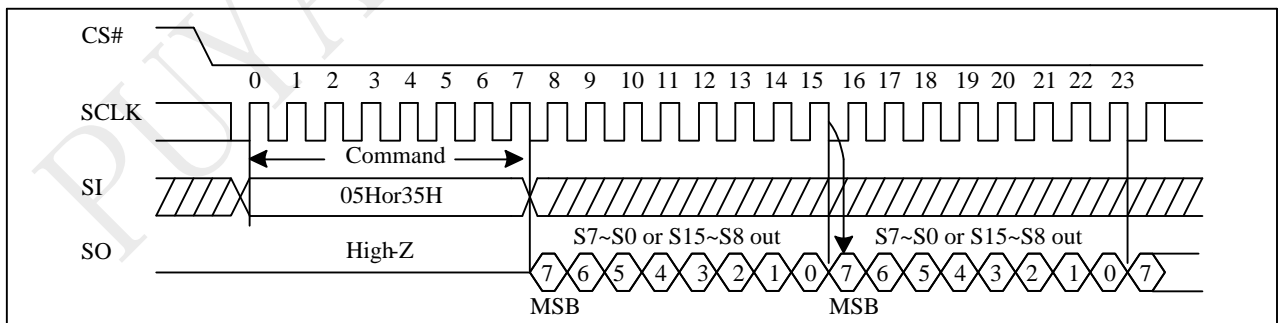 CS#
0 1 2 3 4 5 6 7 8 9 10 11 12 13 14 15 16 17 18 19 20 21 22 23
SCLK
Command
SI
05Hor35H
S7~S0 or S15~S8 out S7~S0 or S15~S8 out
SO
High-Z
7 6 5 4 3 2 1 0 7 6 5 4 3 2 1 0 7
MSB MSB
PUYA